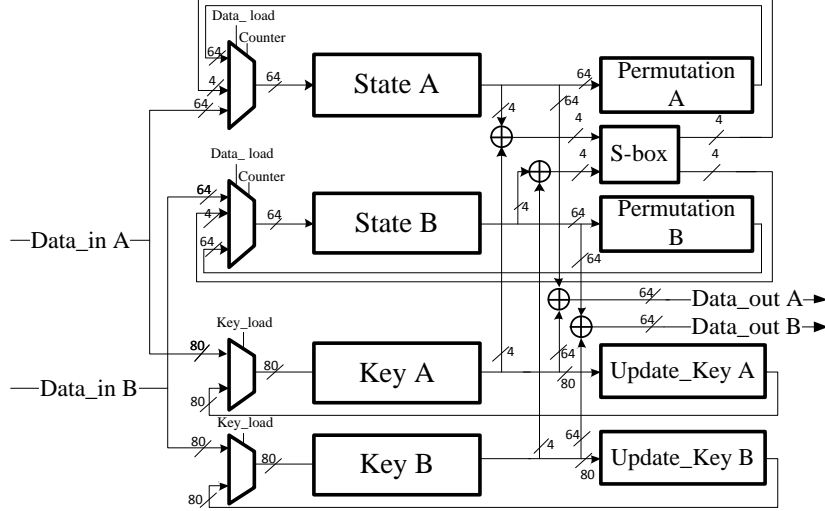 Data_ load
Counter
64
4
64
64
State A
4
64
64
Permutation
A
4
4
S-box
4
4
Data_ load
Counter
64
4
64
64
State B
4
64
64
Permutation
B
Data_in A
64
Data_out A
64
Data_out B
Key_load
80
80
80
Key A
4
64
80
Update_Key A
Data_in B
Key_load
80
80
80
Key B
4
64
80
Update_Key B